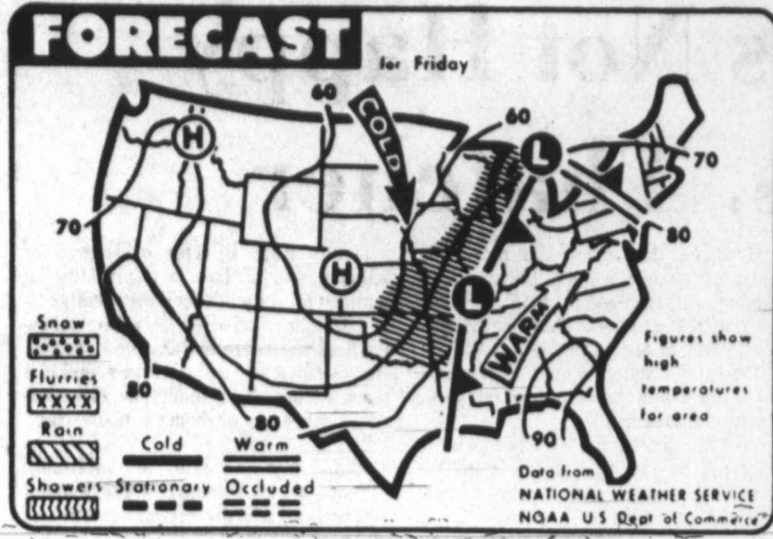 FORECAST
for Friday
60
COLD
60
H
L
70
70
80
H
L
WARM
Snow
Flurries
XXXX
Rain
Showers
80
Cold
Warm
Stationary
Occluded
80
90
Figures show
high
temperatures
for area
Data from
NATIONAL WEATHER SERVICE
NOAA U S Dept of Commerce